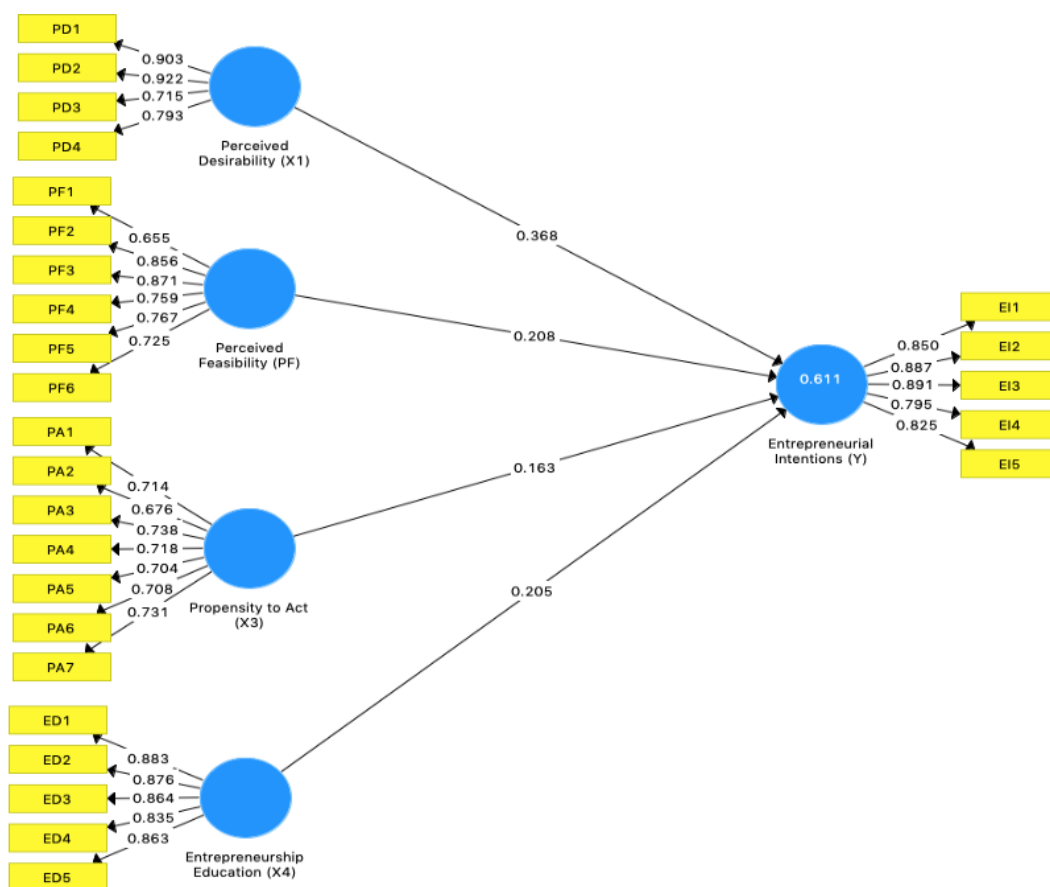 PD1
PD2
PD3
PD4
0.903
0.922
0.715
0.793
Perceived
Desirability (X1)
0.368
PF1
PF2
PF3
PF4
PF5
PF6
0.655
0.856
0.871
0.759
0.767
0.725
Perceived
Feasibility (PF)
0.208
PA1
PA2
PA3
PA4
PA5
PA6
PA7
0.714
0.676
0.738
0.718
0.704
0.708
0.731
Propensity to Act
(X3)
0.163
ED1
ED2
ED3
ED4
ED5
0.883
0.876
0.864
0.835
0.863
Entrepreneurship
Education (X4)
0.205
0.611
Entrepreneurial
Intentions (Y)
0.850
0.887
0.891
0.795
0.825
EI1
EI2
EI3
EI4
EI5